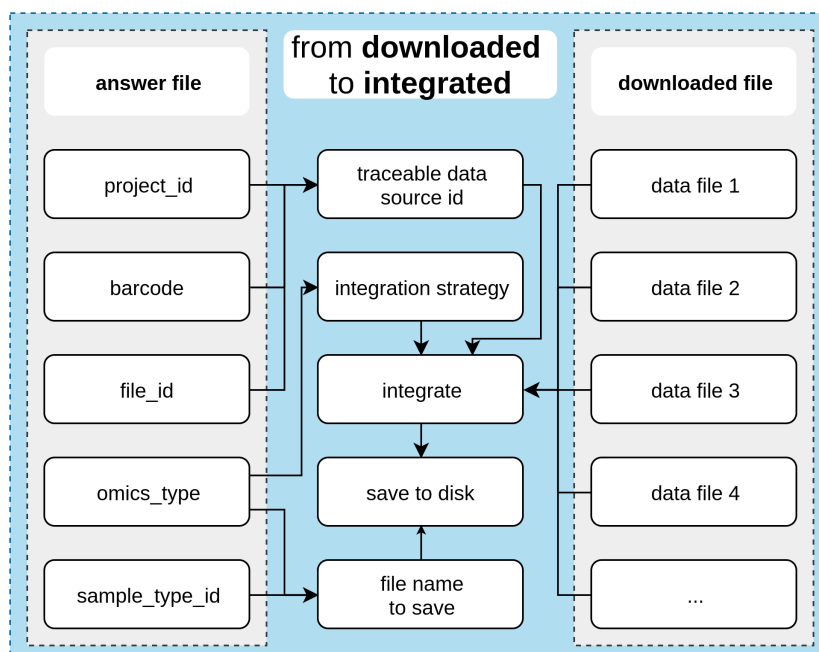 from downloaded
to integrated
answer file
project_id
barcode
file_id
omics_type
sample_type_id
traceable data
source id
integration strategy
integrate
save to disk
file name
to save
downloaded file
data file 1
data file 2
data file 3
data file 4
...